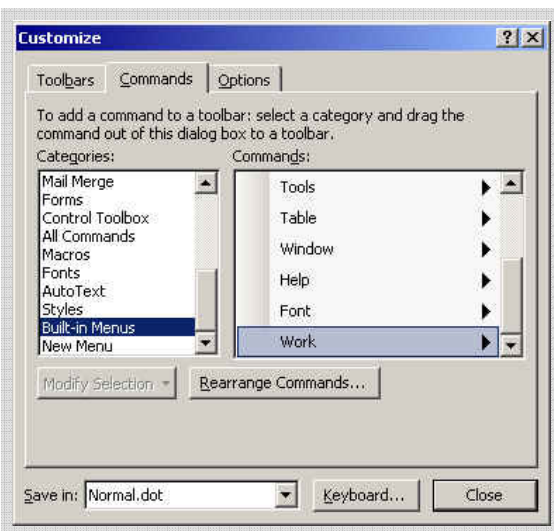 Customize
Toolbars Commands Options
To add a command to a toolbar: select a category and drag the
command out of this dialog box to a toolbar.
Categories: Commands:
Mail Merge
Forms
Control Toolbox
All Commands
Macros
Fonts
AutoText
Styles
Built-in Menus
New Menu
Tools
Table
Window
Help
Font
Work
Modify Selection Rearrange Commands...
Save in: Normal.dot Keyboard... Close